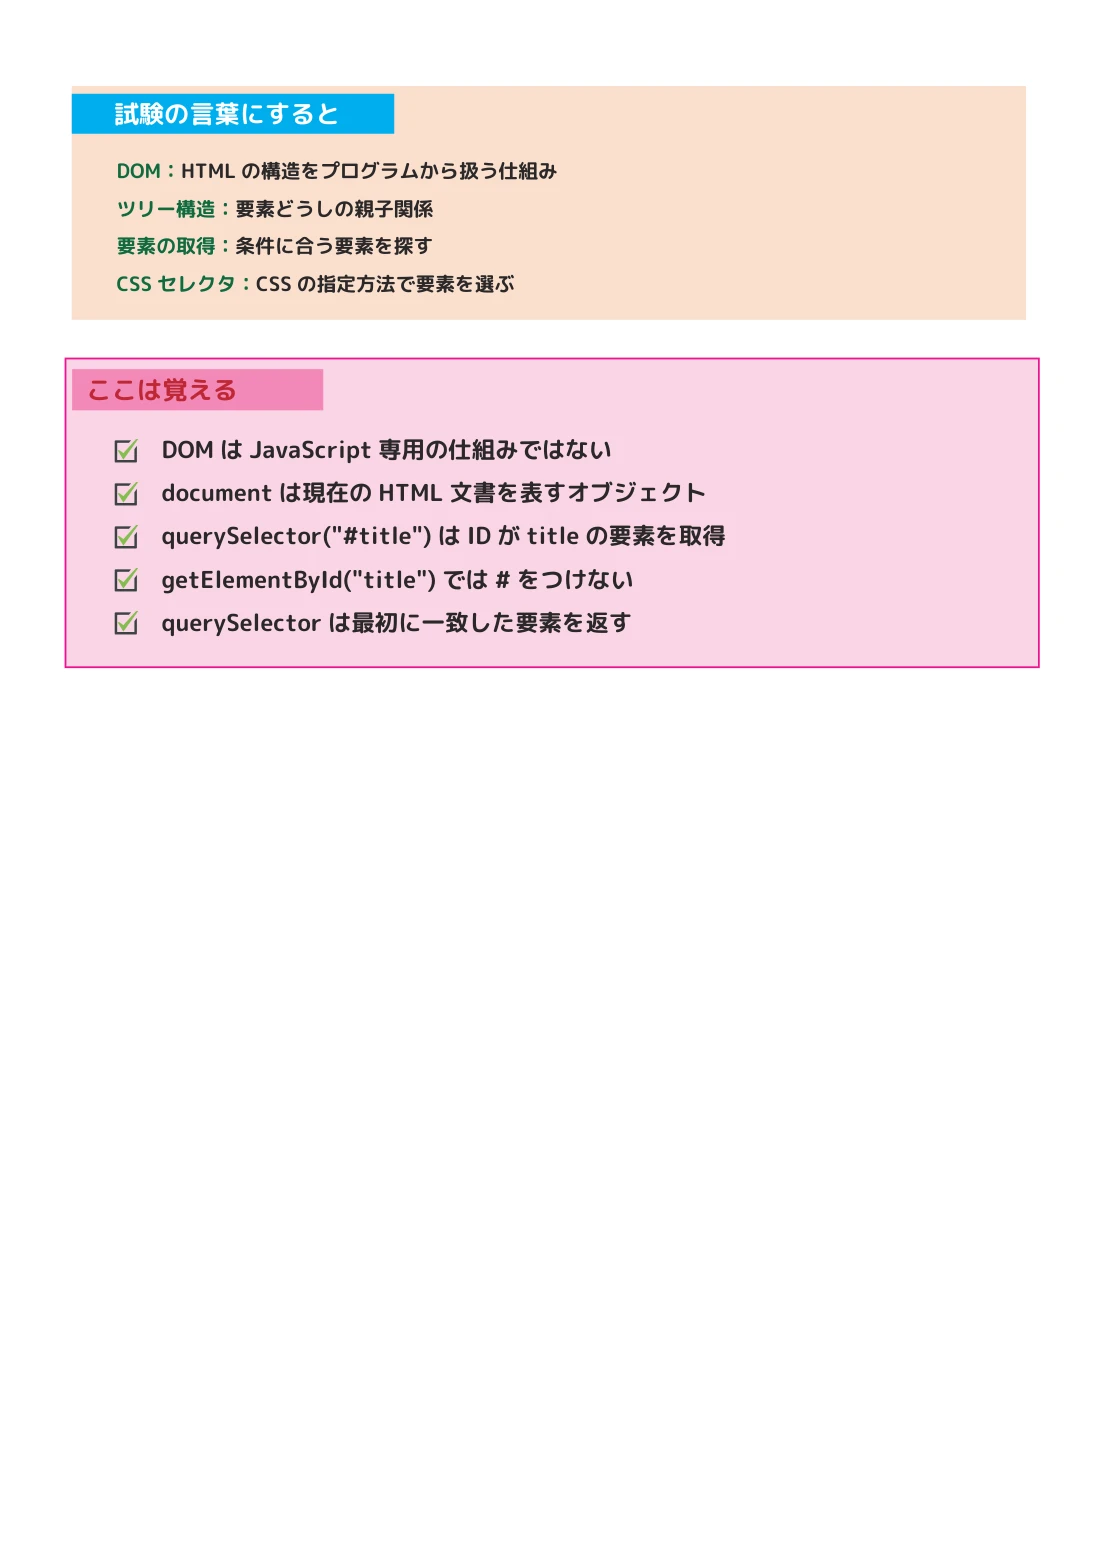 試験の言葉にすると
DOM：HTML の構造をプログラムから扱う仕組み
ツリー構造：要素どうしの親子関係
要素の取得：条件に合う要素を探す
CSS セレクタ：CSS の指定方法で要素を選ぶ
ここは覚える
DOM は JavaScript 専用の仕組みではない
document は現在の HTML 文書を表すオブジェクト
querySelector("#title") は ID が title の要素を取得
getElementById("title") では # をつけない
querySelector は最初に一致した要素を返す